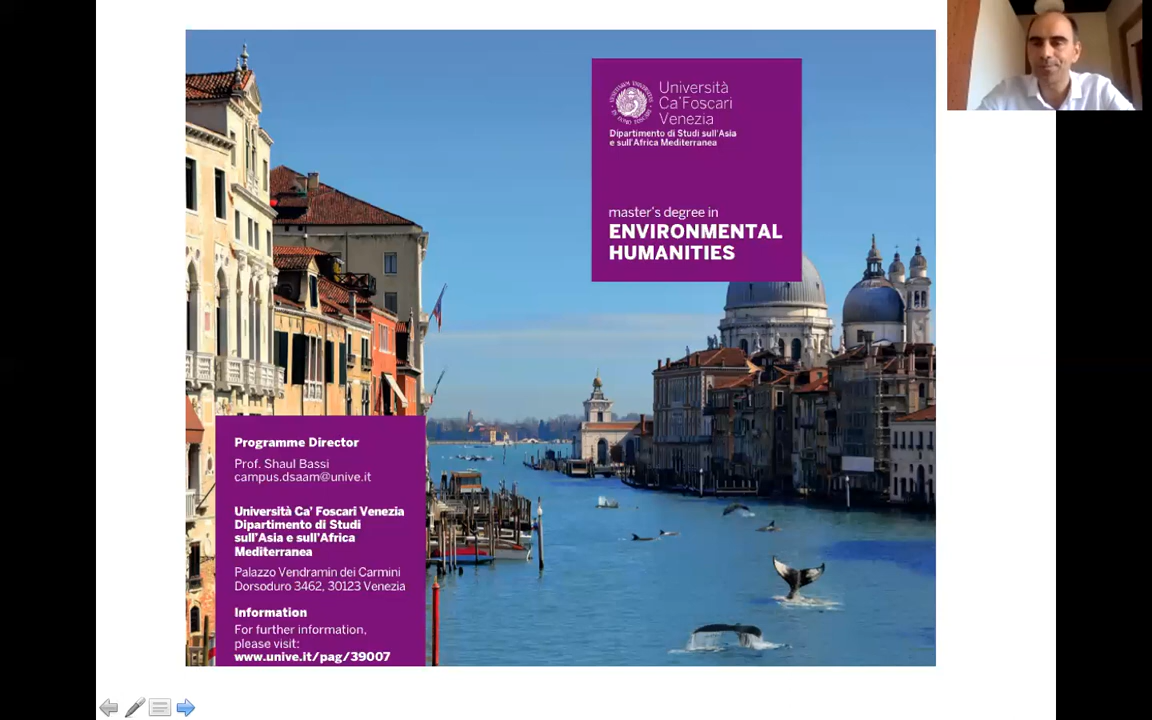 Università
Ca'Foscari
Venezia
Dipartimento di Studi sull'Asia
e sull'Africa Mediterranea
master's degree in
ENVIRONMENTAL
HUMANITIES
Programme Director
Prof. Shaul Bassi
campus.dsaam@unive.it
Università Ca' Foscari Venezia
Dipartimento di Studi
sull'Asia e sull'Africa
Mediterranea
Palazzo Vendramin dei Carmini
Dorsoduro 3462, 30123 Venezia
Information
For further information,
please visit:
www.unive.it/pag/39007